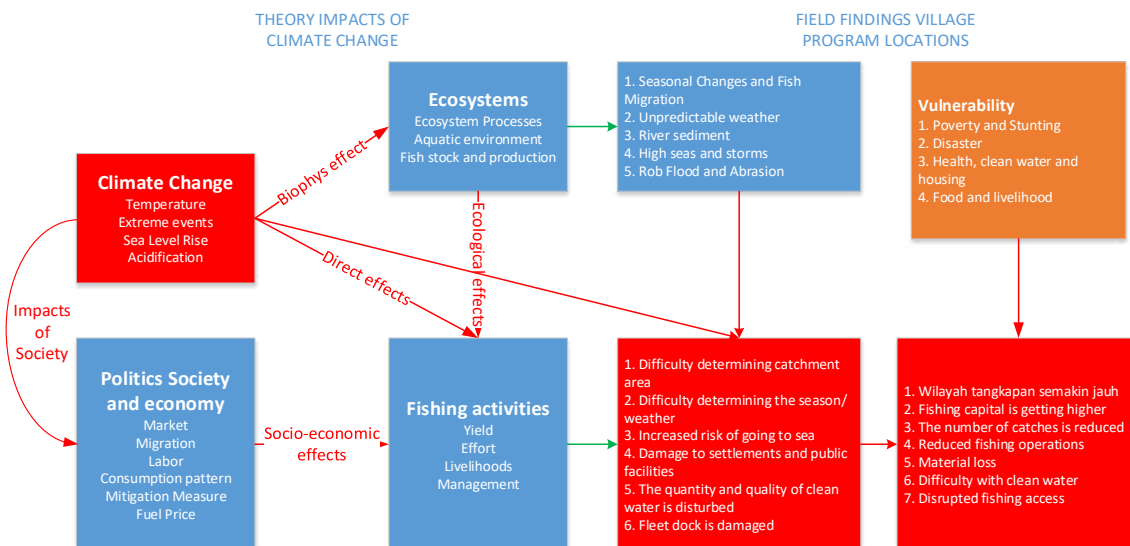 THEORY IMPACTS OF
CLIMATE CHANGE
FIELD FINDINGS VILLAGE
PROGRAM LOCATIONS
Ecosystems
Ecosystem Processes
Aquatic environment
Fish stock and production
1. Seasonal Changes and Fish
Migration
2. Unpredictable weather
3. River sediment
4. High seas and storms
5. Rob Flood and Abrasion
Vulnerability
1. Poverty and Stunting
2. Disaster
3. Health, clean water and
housing
4. Food and livelihood
Climate Change
Temperature
Extreme events
Sea Level Rise
Acidification
Biophys effect
Direct effects
Ecological effects
Impacts
of
Society
Politics Society
and economy
Market
Migration
Labor
Consumption pattern
Mitigation Measure
Fuel Price
Socio-economic
effects
Fishing activities
Yield
Effort
Livelihoods
Management
1. Difficulty determining catchment
area
2. Difficulty determining the season/
weather
3. Increased risk of going to sea
4. Damage to settlements and public
facilities
5. The quantity and quality of clean
water is disturbed
6. Fleet dock is damaged
1. Wilayah tangkapan semakin jauh
2. Fishing capital is getting higher
3. The number of catches is reduced
4. Reduced fishing operations
5. Material loss
6. Difficulty with clean water
7. Disrupted fishing access